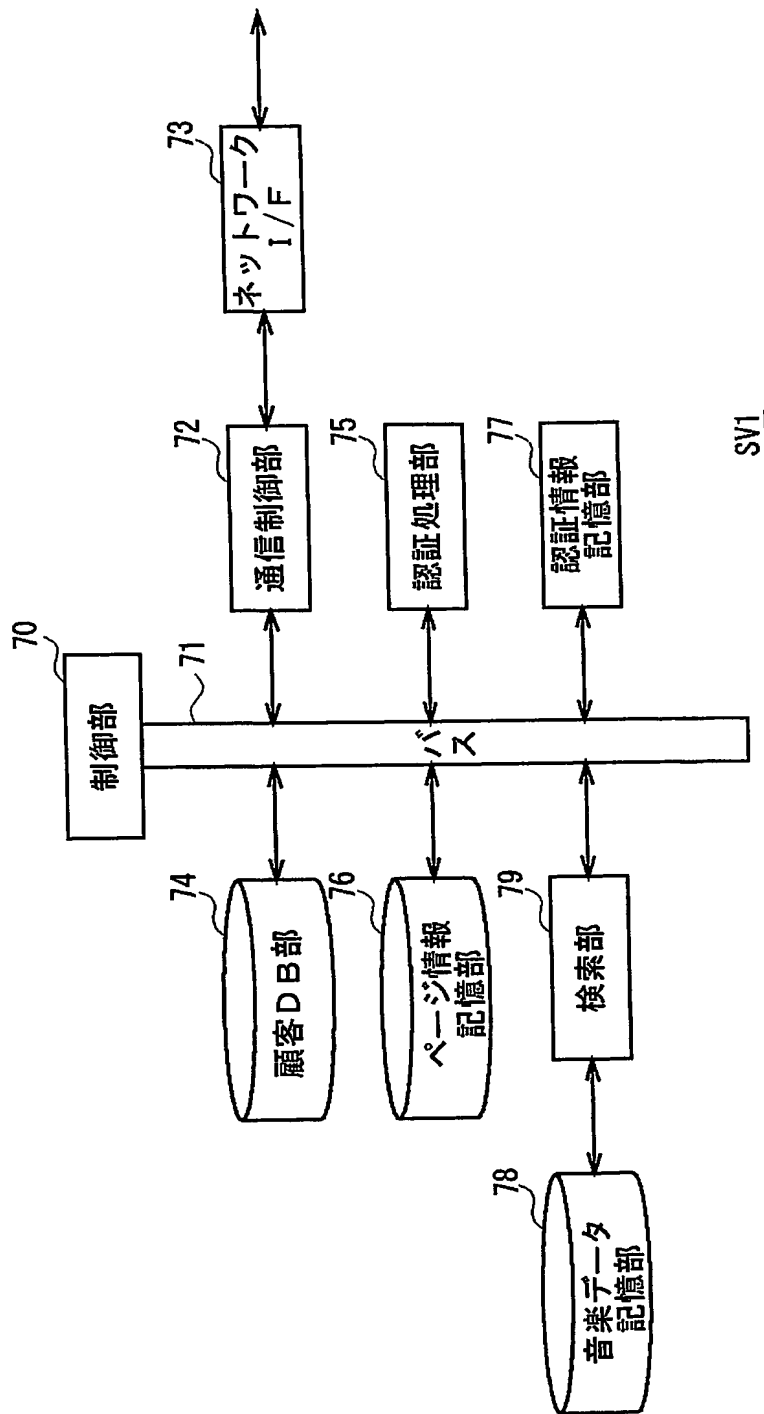 70
制御部
71
バス
74
顧客DB部
72
通信制御部
73
ネットワーク
I/F
76
ページ情報
記憶部
75
認証処理部
78
音楽データ
記憶部
79
検索部
77
認証情報
記憶部
SV1